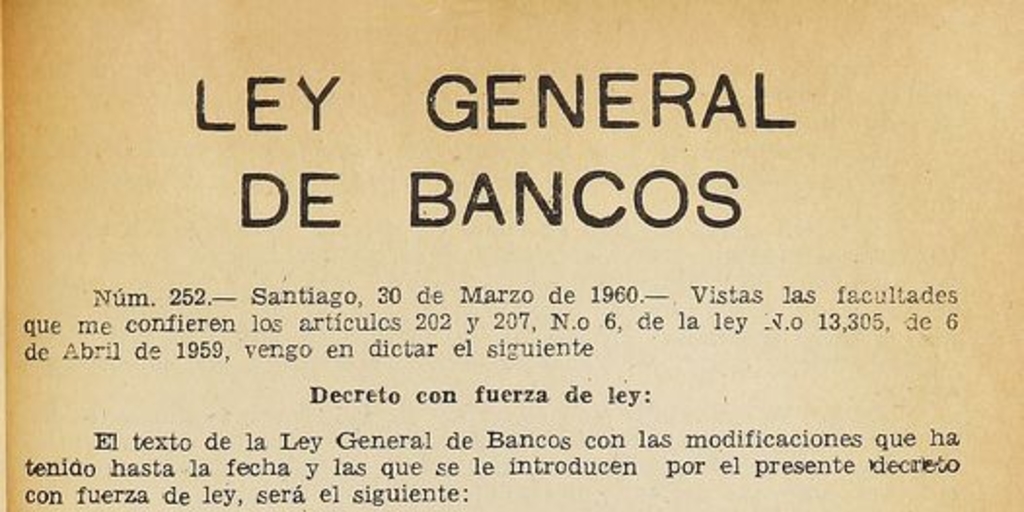 LEY GENERAL
DE BANCOS
Núm. 252.— Santiago, 30 de Marzo de 1960.— Vistas las facultades
que me confieren los artículos 202 y 207, N.o 6, de la ley N.o 13,305, de 6
de Abril de 1959, vengo en dictar el siguiente
Decreto con fuerza de ley:
El texto de la Ley General de Bancos con las modificaciones que ha
tenido hasta la fecha y las que se le introducen por el presente decreto
con fuerza de ley, será el siguiente: